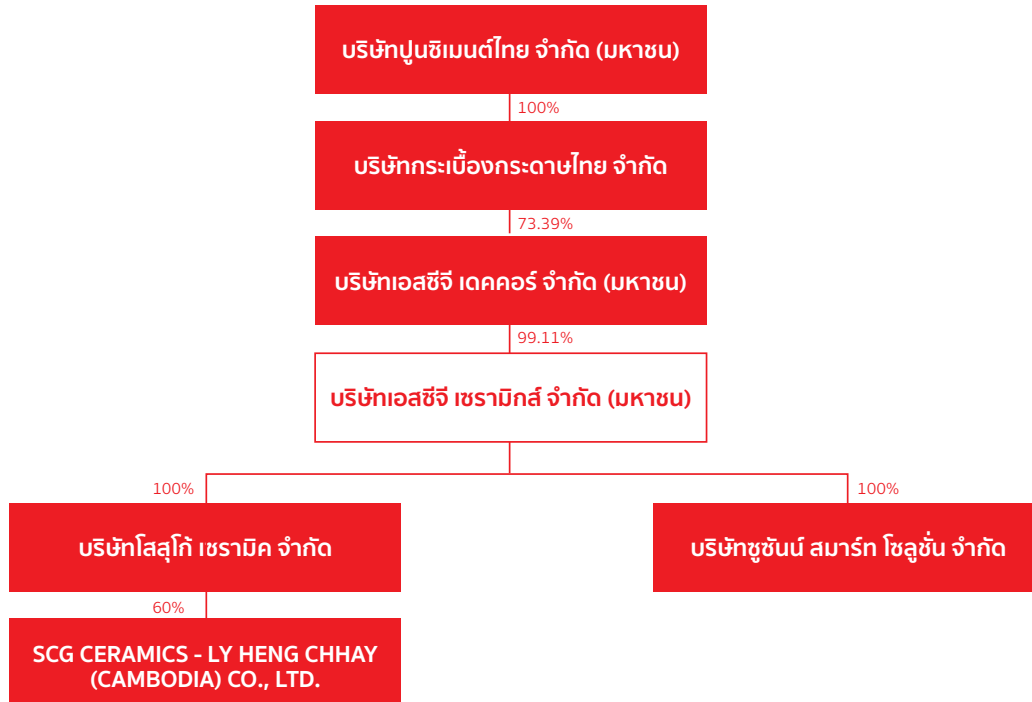 บริษัทปูนซิเมนต์ไทย จำกัด (มหาชน)
100%
บริษัทกระเบื้องกระดาษไทย จำกัด
73.39%
บริษัทเอสซีจี เดคคอร์ จำกัด (มหาชน)
99.11%
บริษัทเอสซีจี เซรามิกส์ จำกัด (มหาชน)
100%
100%
บริษัทโสสุโก้ เซรามิค จำกัด
บริษัทซูซันน์ สมาร์ท โซลูชั่น จำกัด
60%
SCG CERAMICS - LY HENG CHHAY
(CAMBODIA) CO., LTD.